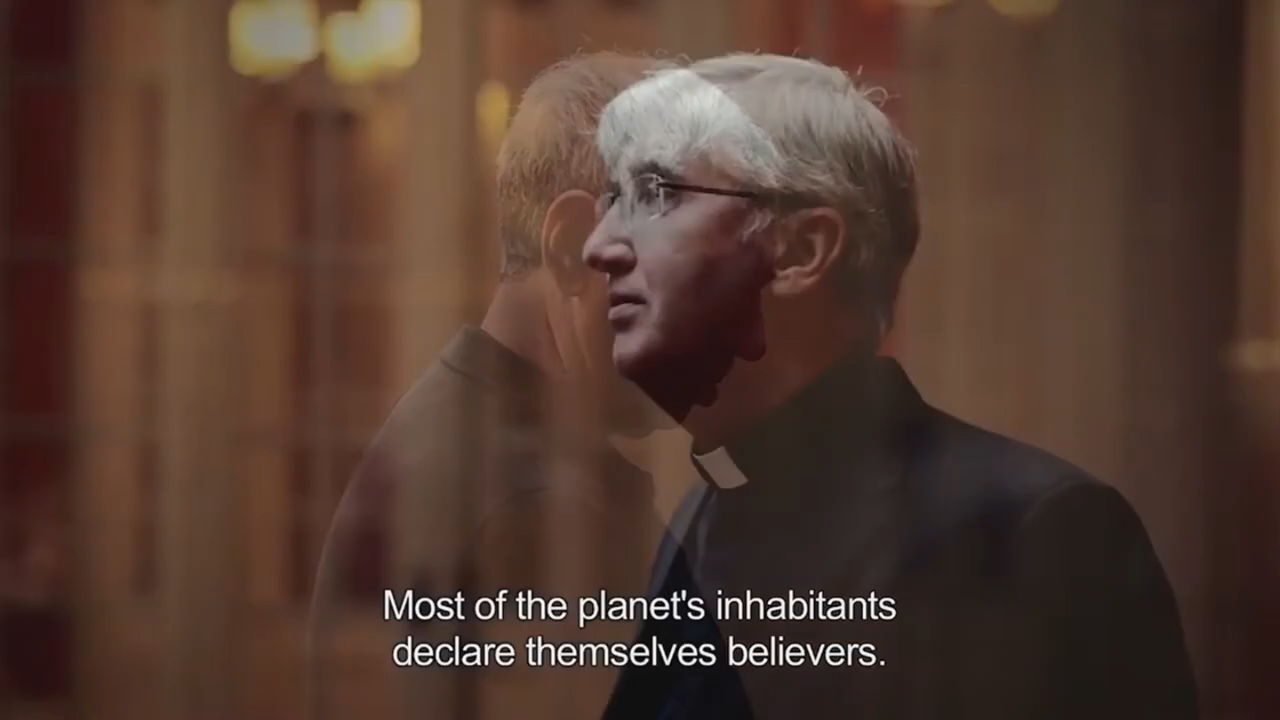 Most of the planet's inhabitants
declare themselves believers.